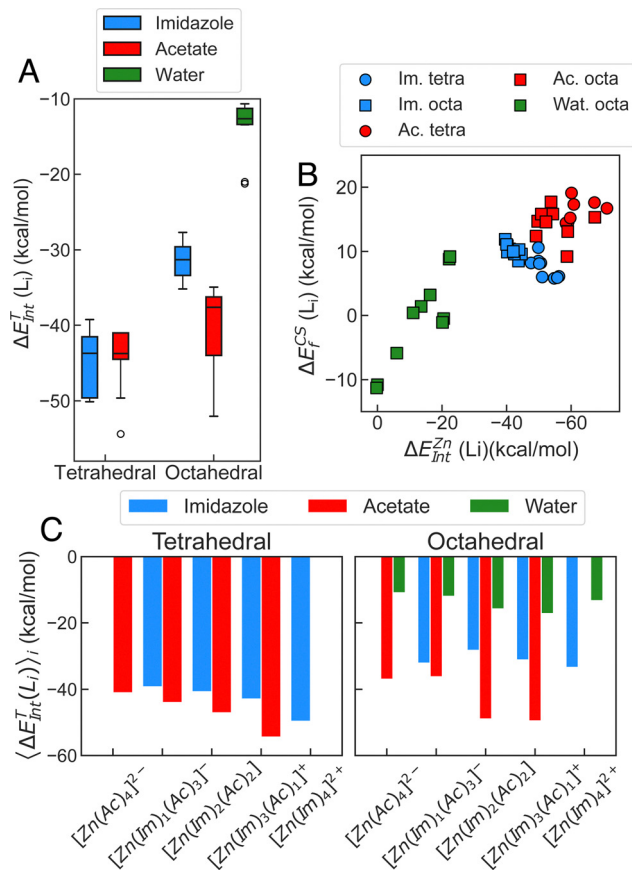 Imidazole
Acetate
Water
A
ΔE^T_Int (L_i) (kcal/mol)
−10
−20
−30
−40
−50
Tetrahedral Octahedral
Im. tetra
Im. octa
Ac. tetra
Ac. octa
Wat. octa
B
ΔE^CS_f (L_i) (kcal/mol)
20
10
0
−10
0 −20 −40 −60
ΔE^Zn_Int (Li)(kcal/mol)
Imidazole Acetate Water
C
Tetrahedral Octahedral
⟨ΔE^T_Int(L_i)⟩_i (kcal/mol)
0
−20
−40
−60
[Zn(Ac)₄]²⁻
[Zn(Im)₁(Ac)₃]⁻
[Zn(Im)₂(Ac)₂]
[Zn(Im)₃(Ac)₁]⁺
[Zn(Im)₄]²⁺
[Zn(Ac)₄]²⁻
[Zn(Im)₁(Ac)₃]⁻
[Zn(Im)₂(Ac)₂]
[Zn(Im)₃(Ac)₁]⁺
[Zn(Im)₄]²⁺